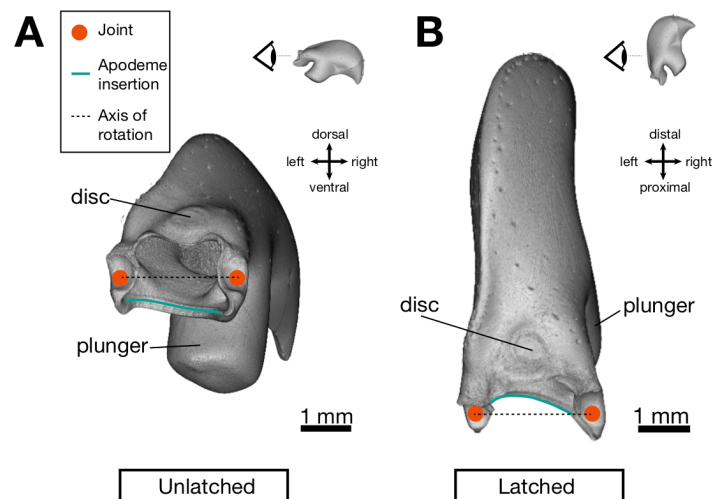 A
Joint
Apodeme
insertion
Axis of
rotation
dorsal
left right
ventral
disc
plunger
1 mm
Unlatched
B
distal
left right
proximal
disc
plunger
1 mm
Latched